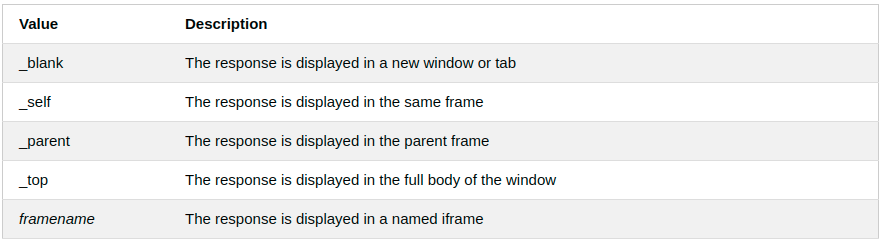 Value Description
_blank The response is displayed in a new window or tab
_self The response is displayed in the same frame
_parent The response is displayed in the parent frame
_top The response is displayed in the full body of the window
framename The response is displayed in a named iframe